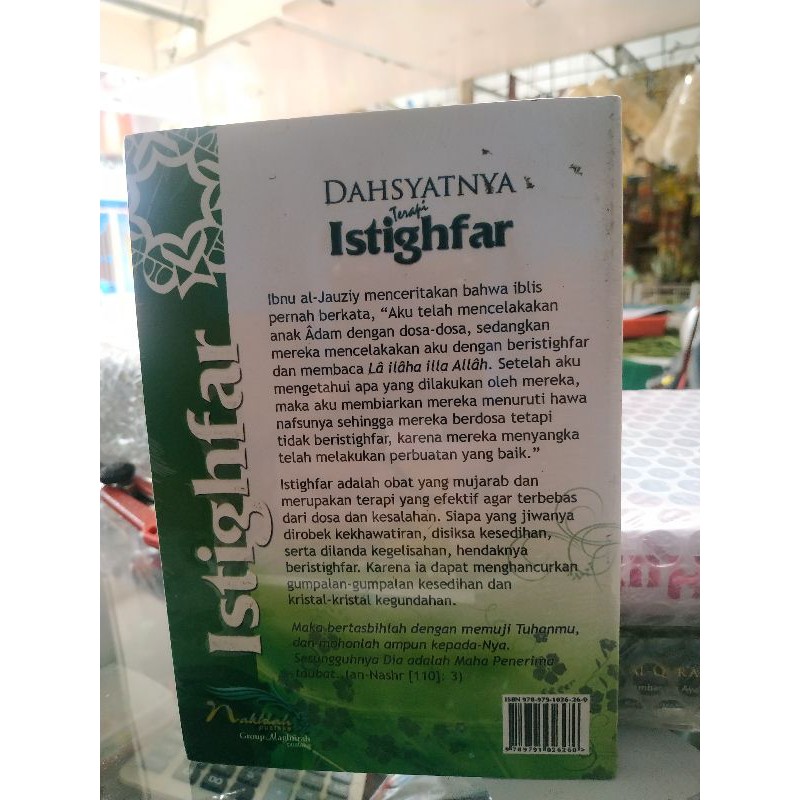 DAHSYATNYA
Terapi
Istighfar
Istighfar
Ibnu al-Jauziy menceritakan bahwa iblis
pernah berkata, “Aku telah mencelakakan
anak Âdam dengan dosa-dosa, sedangkan
mereka mencelakakan aku dengan beristighfar
dan membaca Lâ ilâha illa Allâh. Setelah aku
mengetahui apa yang dilakukan oleh mereka,
maka aku membiarkan mereka menuruti hawa
nafsunya sehingga mereka berdosa tetapi
tidak beristighfar, karena mereka menyangka
telah melakukan perbuatan yang baik.”
Istighfar adalah obat yang mujarab dan
merupakan terapi yang efektif agar terbebas
dari dosa dan kesalahan. Siapa yang jiwanya
dirobek kekhawatiran, disiksa kesedihan,
serta dilanda kegelisahan, hendaknya
beristighfar. Karena ia dapat menghancurkan
gumpalan-gumpalan kesedihan dan
kristal-kristal kegundahan.
Maka bertasbihlah dengan memuji Tuhanmu,
dan mohonlah ampun kepada-Nya.
Sesungguhnya Dia adalah Maha Penerima
taubat. (an-Nashr [110]: 3)
Nakhlah
pustaka
Group Maghfirah
pustaka
ISBN 978-979-1026-26-0
9789791026260